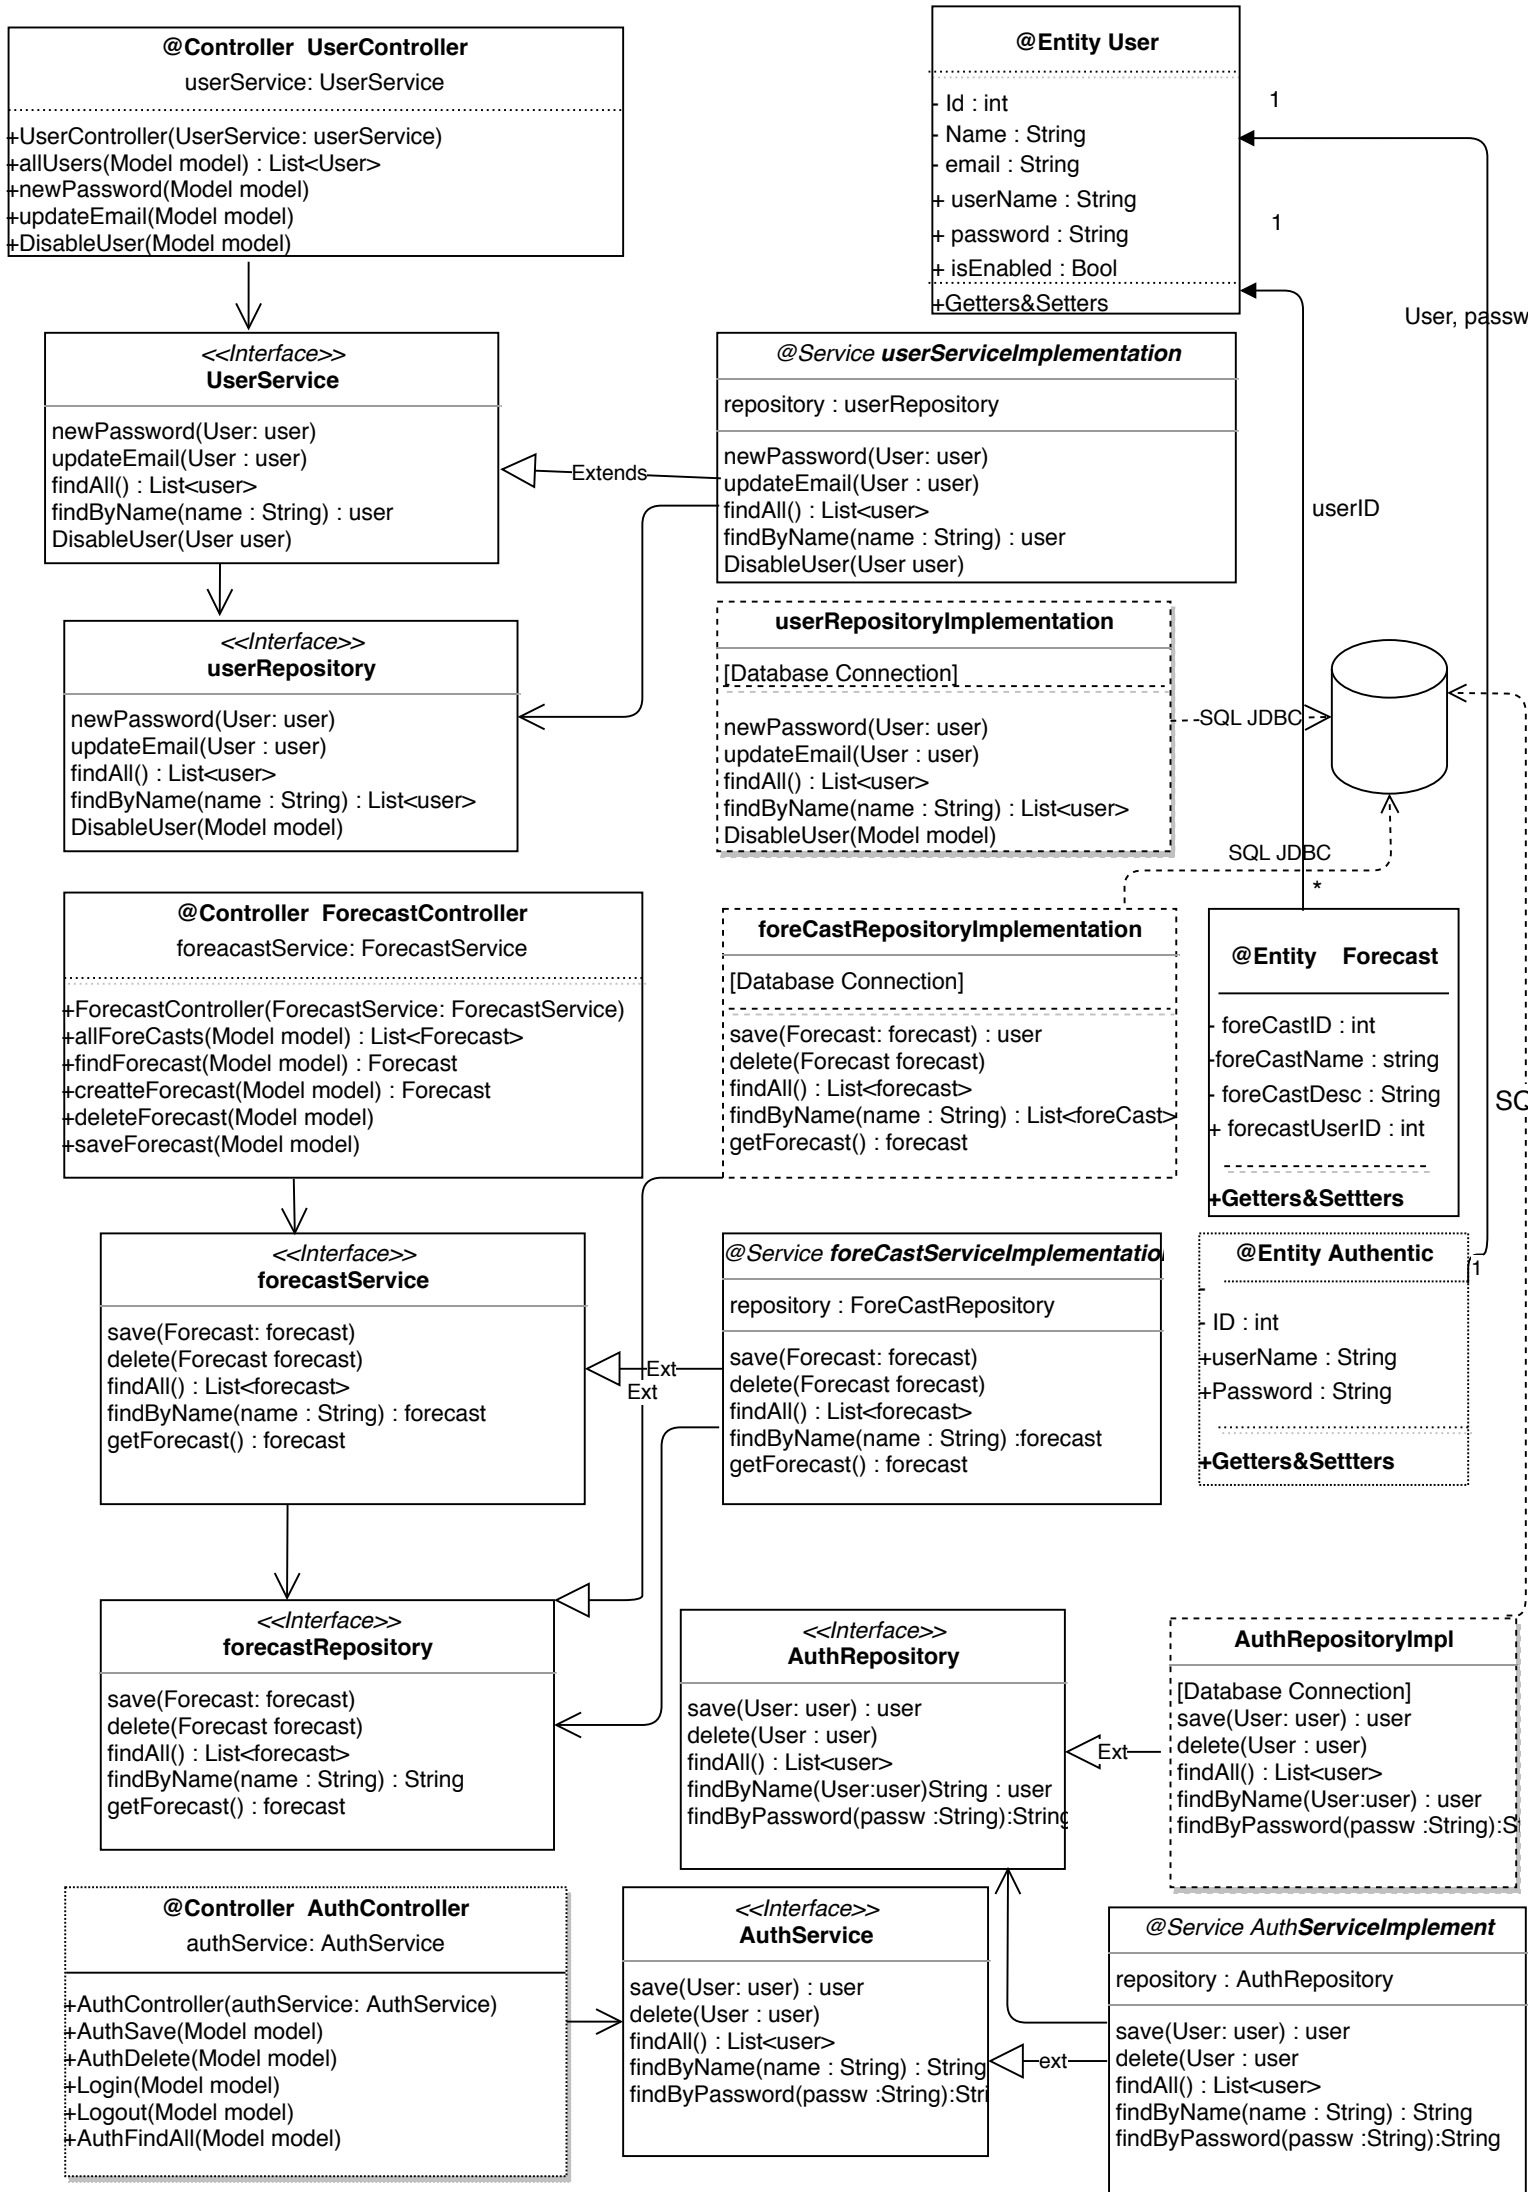 @Controller  UserController
userService: UserService
+UserController(UserService: userService)
+allUsers(Model model) : List<User>
+newPassword(Model model)
+updateEmail(Model model)
+DisableUser(Model model)
@Entity User
- Id : int
- Name : String
- email : String
+ userName : String
+ password : String
+ isEnabled : Bool
+Getters&Setters
1
1
User, passw
<<Interface>>
UserService
newPassword(User: user)
updateEmail(User : user)
findAll() : List<user>
findByName(name : String) : user
DisableUser(User user)
Extends
@Service userServiceImplementation
repository : userRepository
newPassword(User: user)
updateEmail(User : user)
findAll() : List<user>
findByName(name : String) : user
DisableUser(User user)
userID
<<Interface>>
userRepository
newPassword(User: user)
updateEmail(User : user)
findAll() : List<user>
findByName(name : String) : List<user>
DisableUser(Model model)
userRepositoryImplementation
[Database Connection]
newPassword(User: user)
updateEmail(User : user)
findAll() : List<user>
findByName(name : String) : List<user>
DisableUser(Model model)
SQL JDBC
SQL JDBC
*
@Controller  ForecastController
foreacastService: ForecastService
+ForecastController(ForecastService: ForecastService)
+allForeCasts(Model model) : List<Forecast>
+findForecast(Model model) : Forecast
+createForecast(Model model) : Forecast
+deleteForecast(Model model)
+saveForecast(Model model)
foreCastRepositoryImplementation
[Database Connection]
save(Forecast: forecast) : user
delete(Forecast forecast)
findAll() : List<forecast>
findByName(name : String) : List<foreCast>
getForecast() : forecast
@Entity    Forecast
- foreCastID : int
-foreCastName : string
- foreCastDesc : String
+ forecastUserID : int
+Getters&Settters
SQ
<<Interface>>
forecastService
save(Forecast: forecast)
delete(Forecast forecast)
findAll() : List<forecast>
findByName(name : String) : forecast
getForecast() : forecast
Ext
Ext
@Service foreCastServiceImplementatio
repository : ForeCastRepository
save(Forecast: forecast)
delete(Forecast forecast)
findAll() : List<forecast>
findByName(name : String) :forecast
getForecast() : forecast
@Entity Authentic
1
-
- ID : int
+userName : String
+Password : String
+Getters&Settters
<<Interface>>
forecastRepository
save(Forecast: forecast)
delete(Forecast forecast)
findAll() : List<forecast>
findByName(name : String) : String
getForecast() : forecast
<<Interface>>
AuthRepository
save(User: user) : user
delete(User : user)
findAll() : List<user>
findByName(User:user)String : user
findByPassword(passw :String):String
Ext
AuthRepositoryImpl
[Database Connection]
save(User: user) : user
delete(User : user)
findAll() : List<user>
findByName(User:user) : user
findByPassword(passw :String):S
@Controller  AuthController
authService: AuthService
+AuthController(authService: AuthService)
+AuthSave(Model model)
+AuthDelete(Model model)
+Login(Model model)
+Logout(Model model)
+AuthFindAll(Model model)
<<Interface>>
AuthService
save(User: user) : user
delete(User : user)
findAll() : List<user>
findByName(name : String) : String
findByPassword(passw :String):Stri
ext
@Service AuthServiceImplement
repository : AuthRepository
save(User: user) : user
delete(User : user
findAll() : List<user>
findByName(name : String) : String
findByPassword(passw :String):String